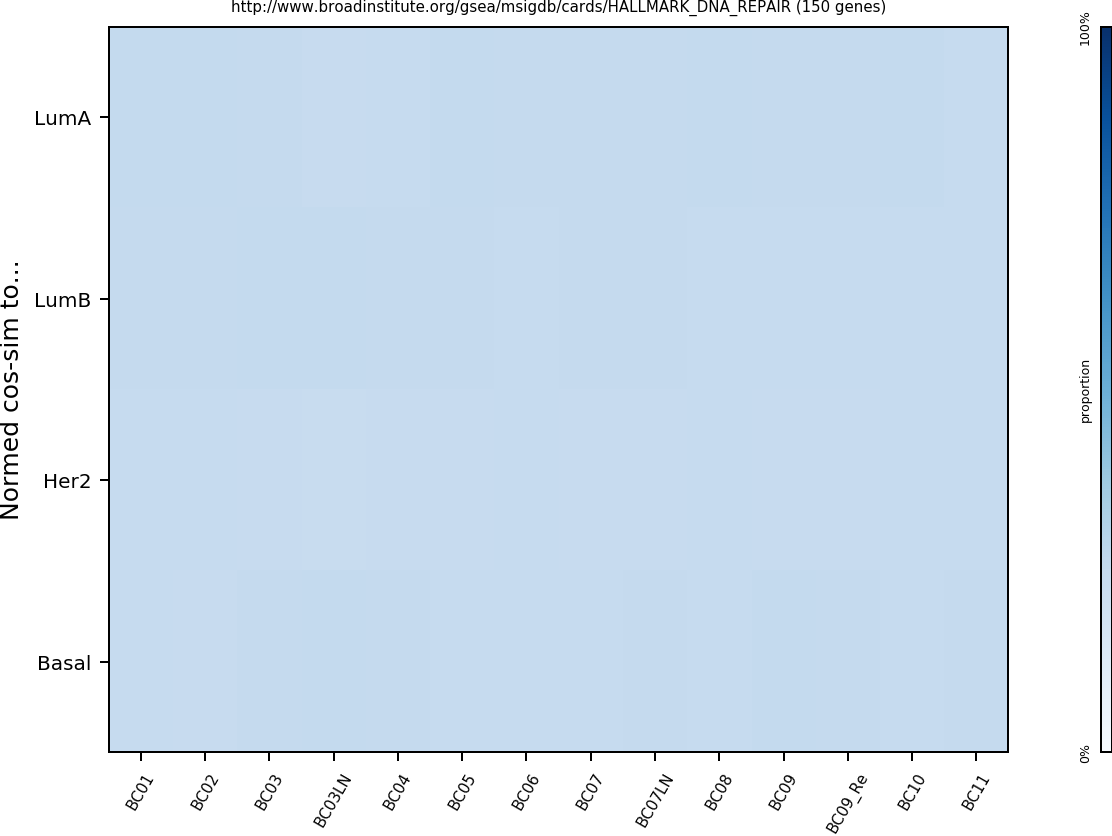 http://www.broadinstitute.org/gsea/msigdb/cards/HALLMARK_DNA_REPAIR (150 genes)
Normed cos-sim to...
LumA
LumB
Her2
Basal
BC01
BC02
BC03
BC03LN
BC04
BC05
BC06
BC07
BC07LN
BC08
BC09
BC09_Re
BC10
BC11
100%
proportion
0%